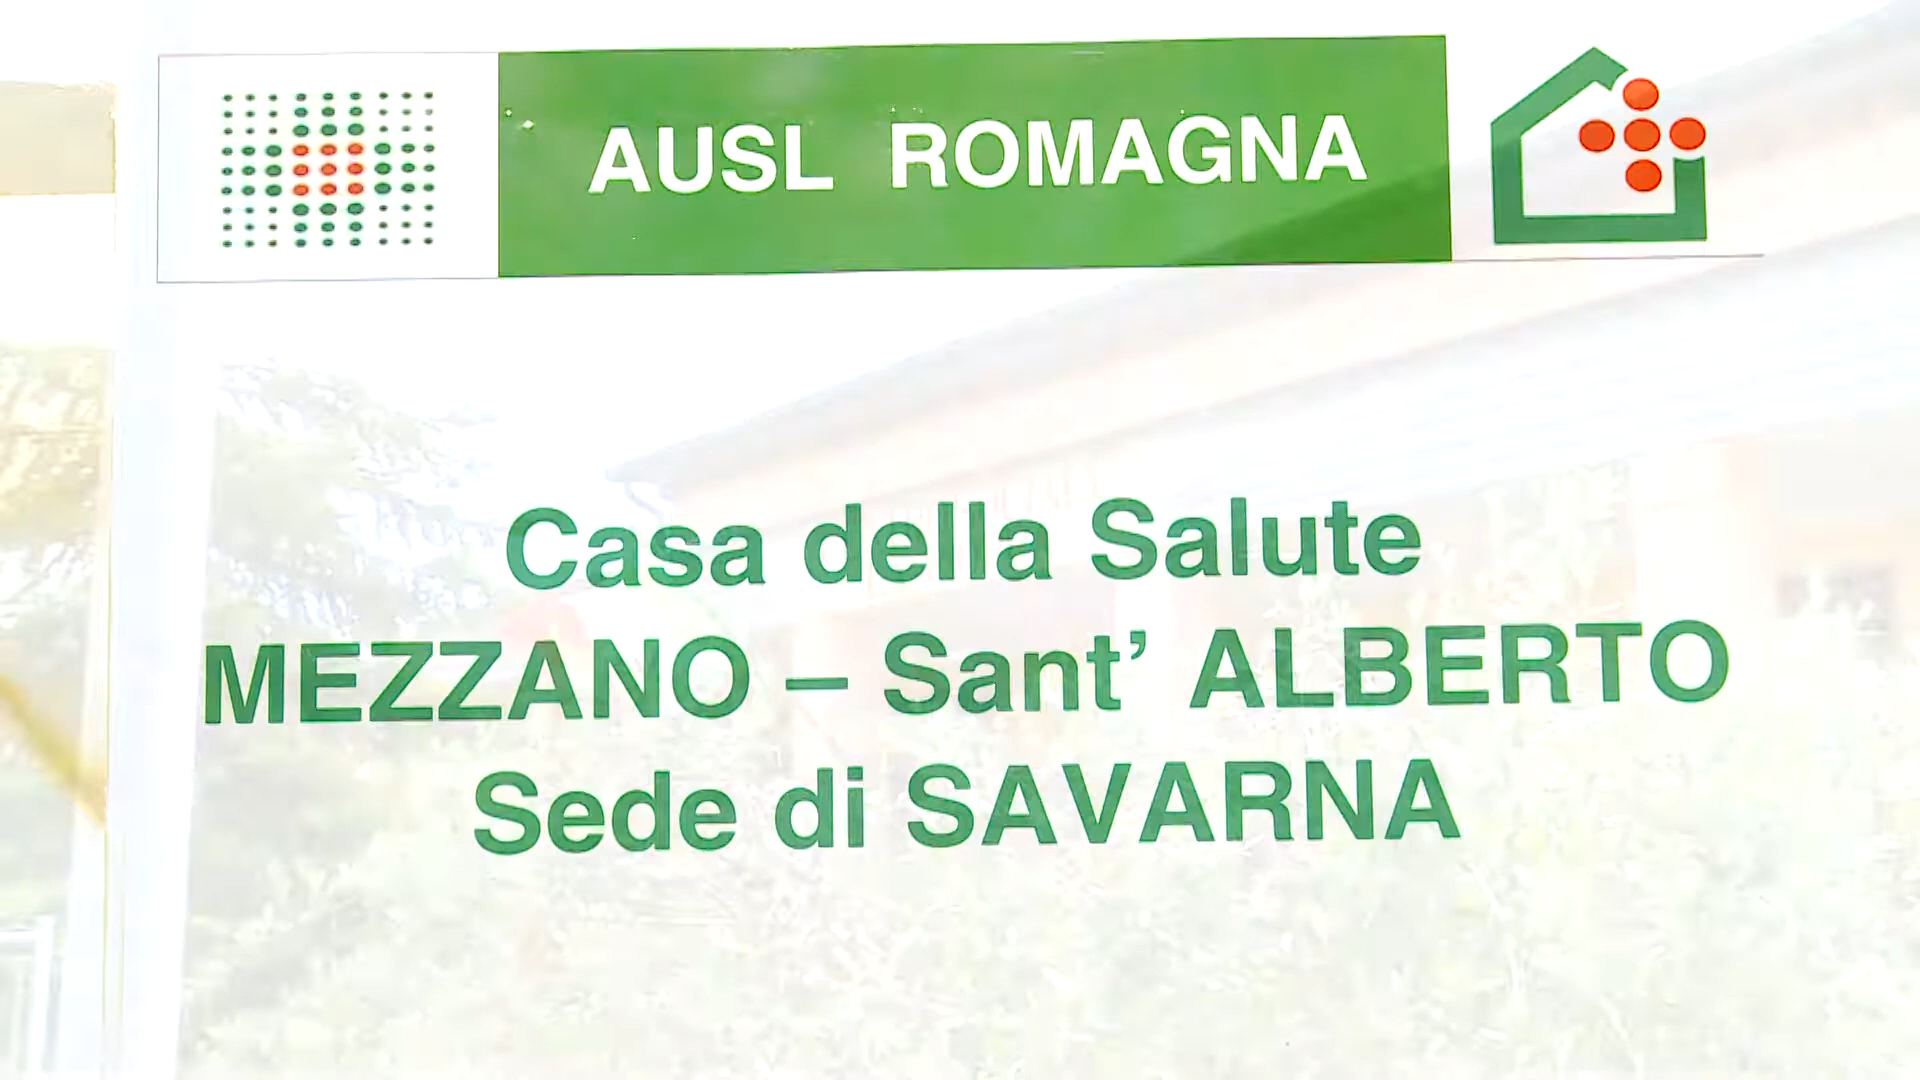 AUSL ROMAGNA
Casa della Salute
MEZZANO – Sant’ ALBERTO
Sede di SAVARNA